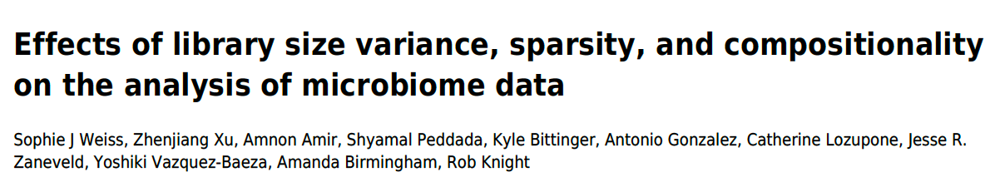 Effects of library size variance, sparsity, and compositionality
on the analysis of microbiome data
Sophie J Weiss, Zhenjiang Xu, Amnon Amir, Shyamal Peddada, Kyle Bittinger, Antonio Gonzalez, Catherine Lozupone, Jesse R.
Zaneveld, Yoshiki Vazquez-Baeza, Amanda Birmingham, Rob Knight